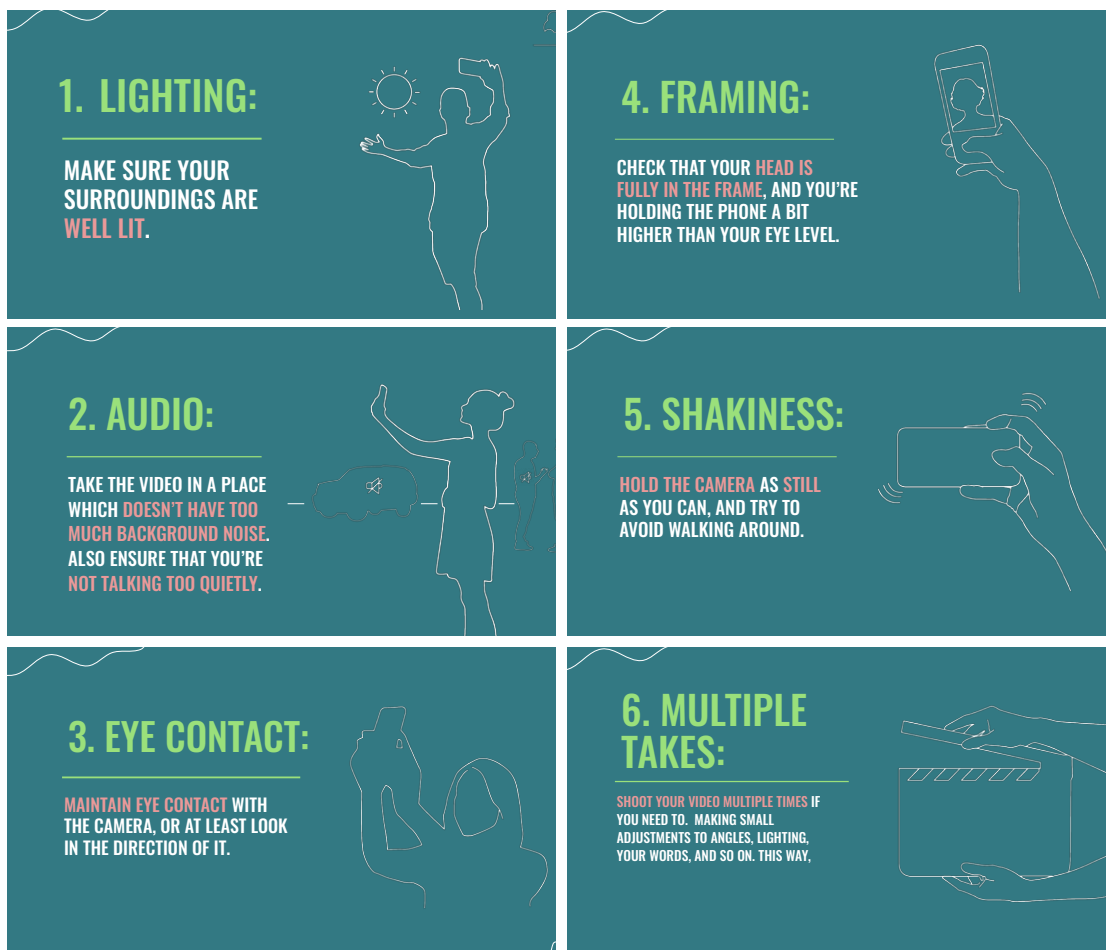 1. LIGHTING:
MAKE SURE YOUR
SURROUNDINGS ARE
WELL LIT.
2. AUDIO:
TAKE THE VIDEO IN A PLACE
WHICH DOESN'T HAVE TOO
MUCH BACKGROUND NOISE.
ALSO ENSURE THAT YOU'RE
NOT TALKING TOO QUIETLY.
3. EYE CONTACT:
MAINTAIN EYE CONTACT WITH
THE CAMERA, OR AT LEAST LOOK
IN THE DIRECTION OF IT.
4. FRAMING:
CHECK THAT YOUR HEAD IS
FULLY IN THE FRAME, AND YOU'RE
HOLDING THE PHONE A BIT
HIGHER THAN YOUR EYE LEVEL.
5. SHAKINESS:
HOLD THE CAMERA AS STILL
AS YOU CAN, AND TRY TO
AVOID WALKING AROUND.
6. MULTIPLE
TAKES:
SHOOT YOUR VIDEO MULTIPLE TIMES IF
YOU NEED TO. MAKING SMALL
ADJUSTMENTS TO ANGLES, LIGHTING,
YOUR WORDS, AND SO ON. THIS WAY,